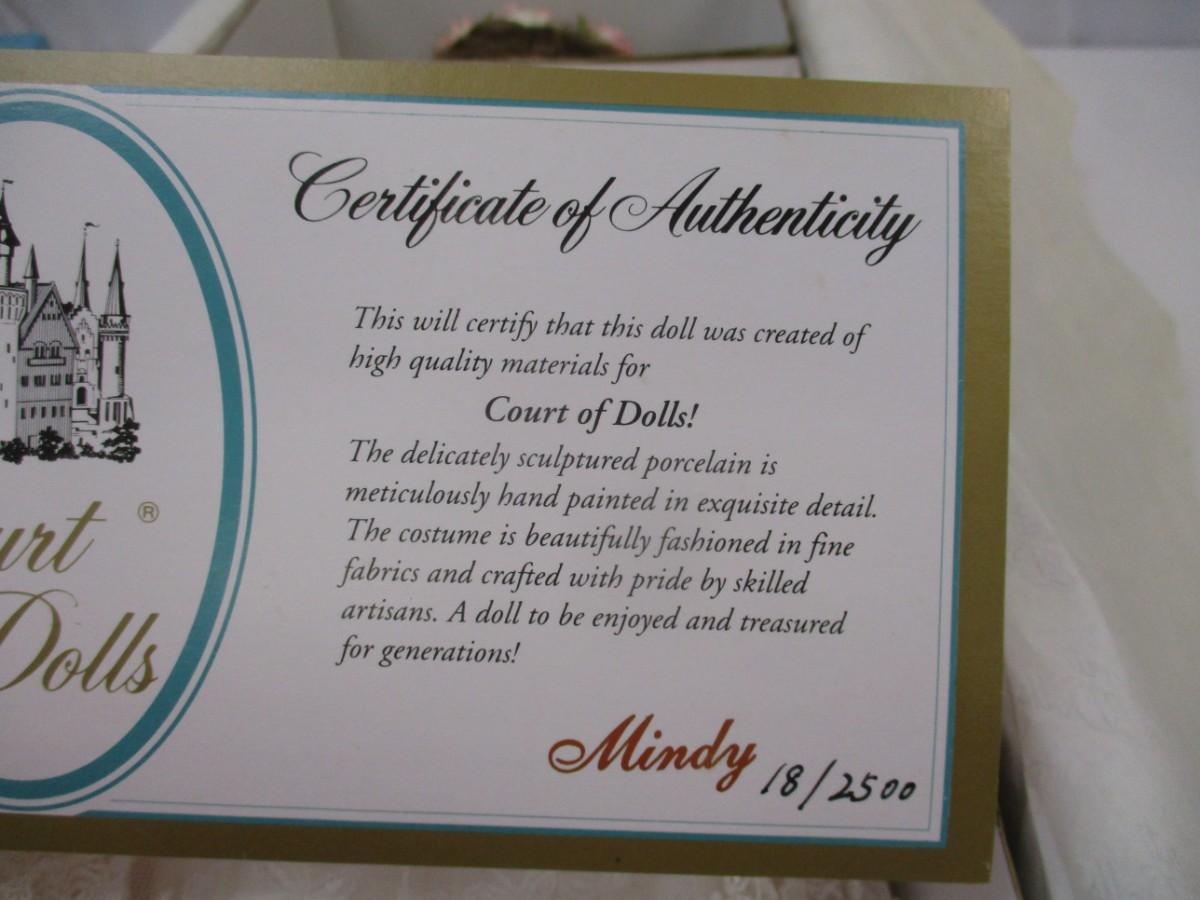 Certificate of Authenticity
This will certify that this doll was created of
high quality materials for
Court of Dolls!
The delicately sculptured porcelain is
meticulously hand painted in exquisite detail.
The costume is beautifully fashioned in fine
fabrics and crafted with pride by skilled
artisans. A doll to be enjoyed and treasured
for generations!
Mindy 18/2500
urt ®
Dolls